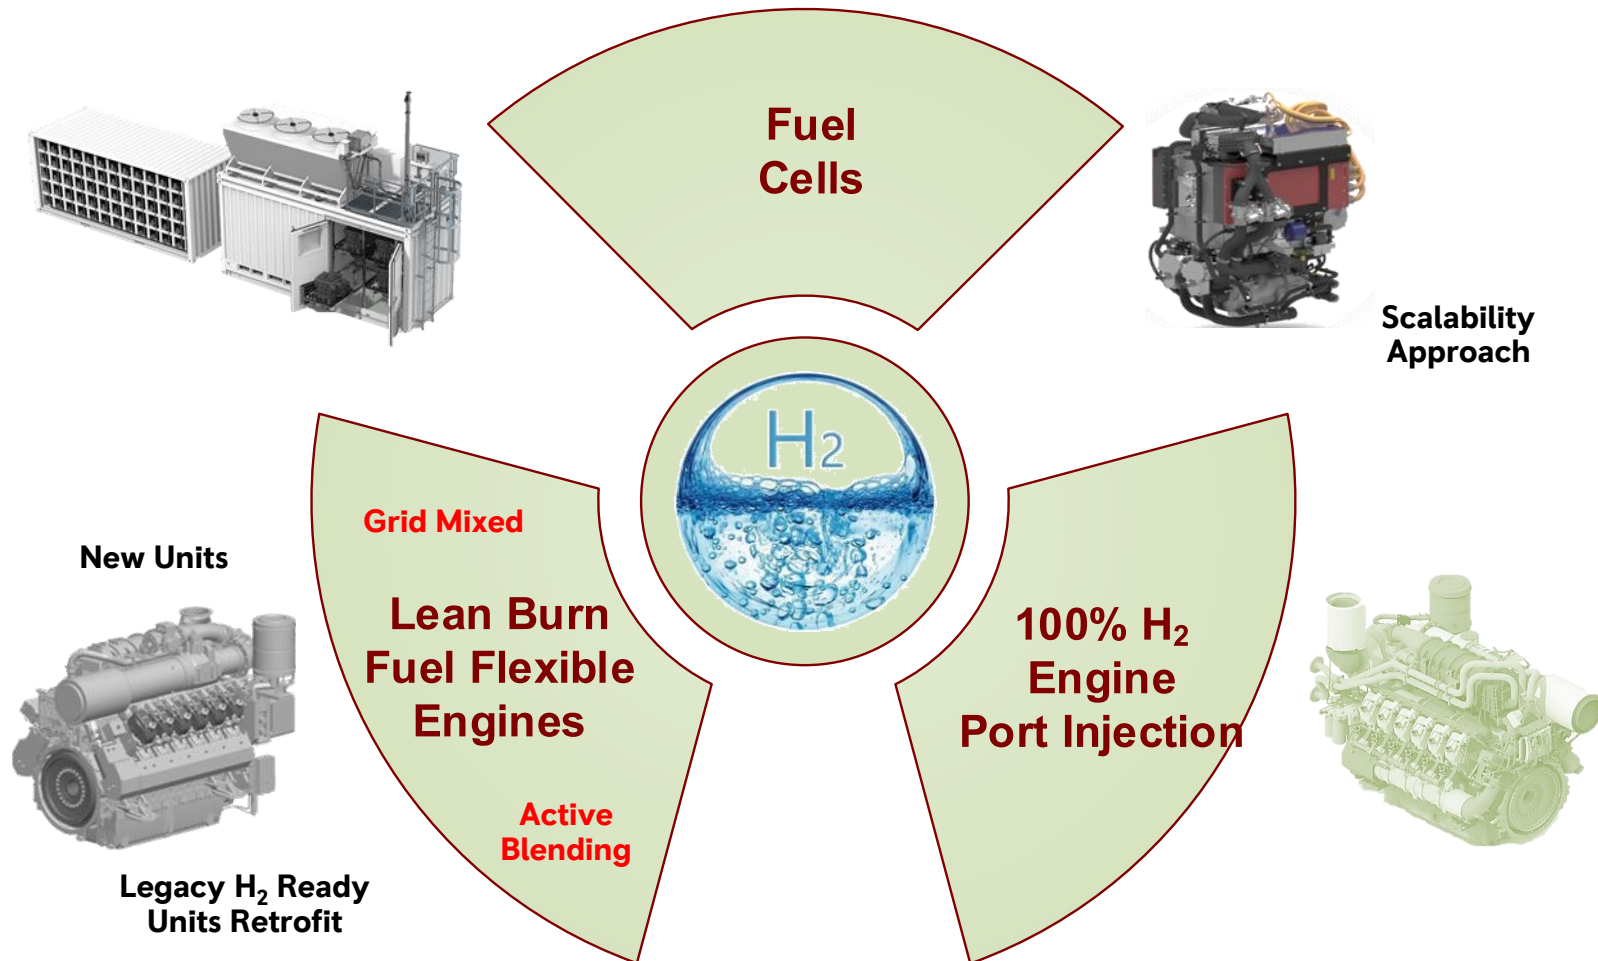 Fuel
Cells
Scalability
Approach
H₂
Grid Mixed
New Units
Lean Burn
Fuel Flexible
Engines
100% H₂
Engine
Port Injection
Active
Blending
Legacy H₂ Ready
Units Retrofit